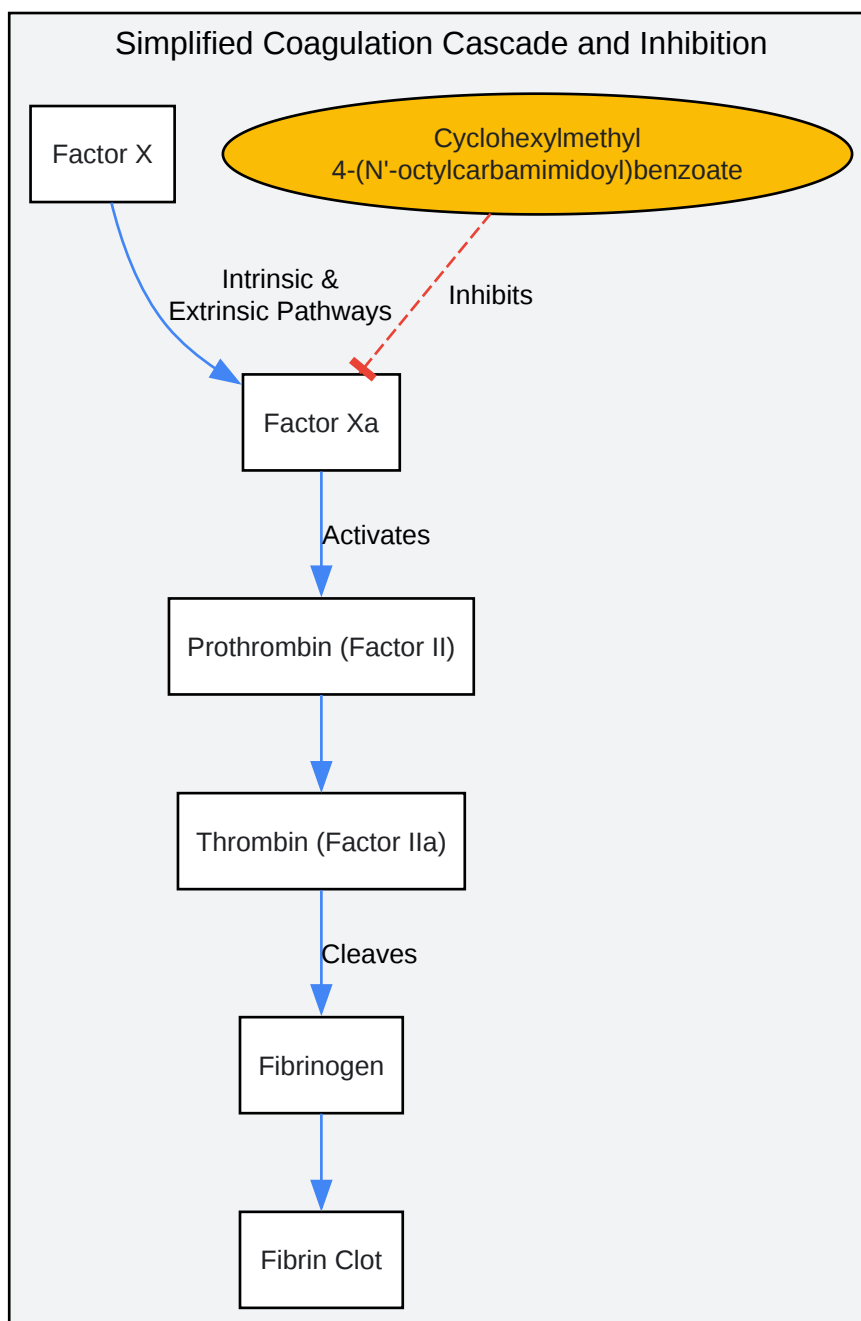 Simplified Coagulation Cascade and Inhibition
Factor X
Cyclohexylmethyl
4-(N'-octylcarbamimidoyl)benzoate
Intrinsic &
Extrinsic Pathways
Inhibits
Factor Xa
Activates
Prothrombin (Factor II)
Thrombin (Factor IIa)
Cleaves
Fibrinogen
Fibrin Clot